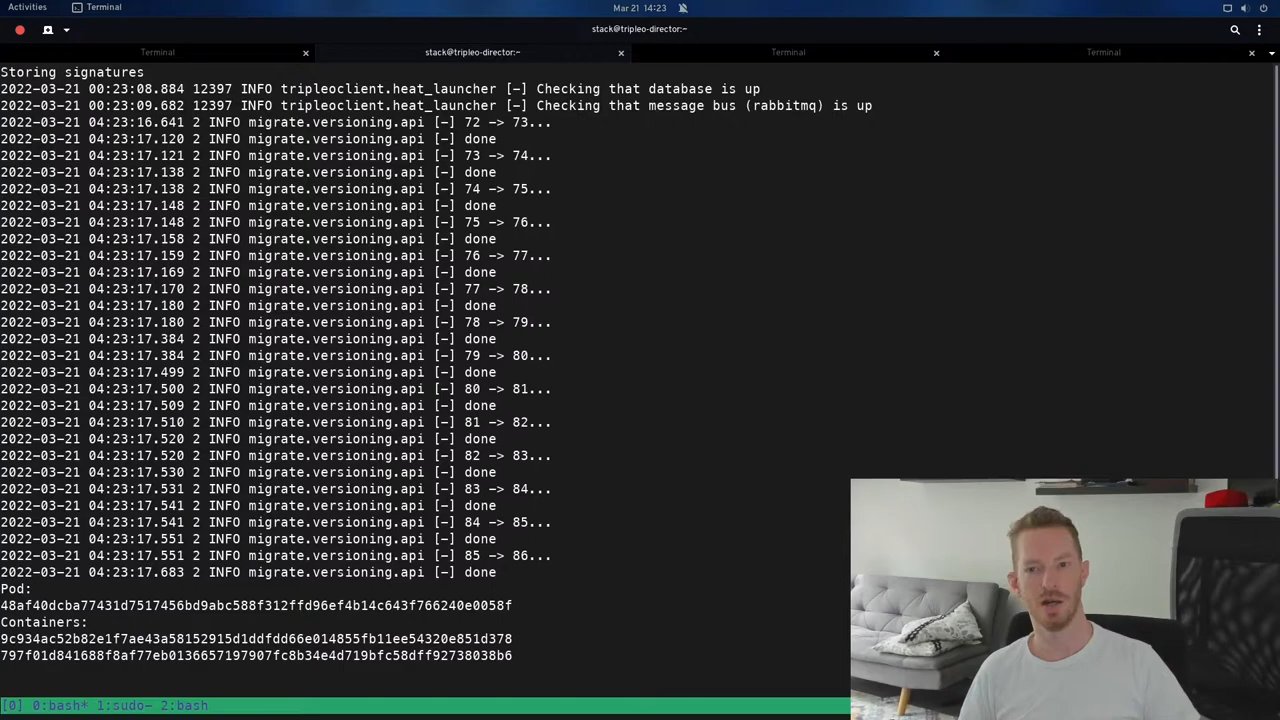 Activities
Terminal
Mar 21 14:23
stack@tripleo-director:~
Terminal
stack@tripleo-director:~
Terminal
Terminal
Storing signatures
2022-03-21 00:23:08.884 12397 INFO tripleoclient.heat_launcher [-] Checking that database is up
2022-03-21 00:23:09.682 12397 INFO tripleoclient.heat_launcher [-] Checking that message bus (rabbitmq) is up
2022-03-21 04:23:16.641 2 INFO migrate.versioning.api [-] 72 -> 73...
2022-03-21 04:23:17.120 2 INFO migrate.versioning.api [-] done
2022-03-21 04:23:17.121 2 INFO migrate.versioning.api [-] 73 -> 74...
2022-03-21 04:23:17.138 2 INFO migrate.versioning.api [-] done
2022-03-21 04:23:17.138 2 INFO migrate.versioning.api [-] 74 -> 75...
2022-03-21 04:23:17.148 2 INFO migrate.versioning.api [-] done
2022-03-21 04:23:17.148 2 INFO migrate.versioning.api [-] 75 -> 76...
2022-03-21 04:23:17.158 2 INFO migrate.versioning.api [-] done
2022-03-21 04:23:17.159 2 INFO migrate.versioning.api [-] 76 -> 77...
2022-03-21 04:23:17.169 2 INFO migrate.versioning.api [-] done
2022-03-21 04:23:17.170 2 INFO migrate.versioning.api [-] 77 -> 78...
2022-03-21 04:23:17.180 2 INFO migrate.versioning.api [-] done
2022-03-21 04:23:17.180 2 INFO migrate.versioning.api [-] 78 -> 79...
2022-03-21 04:23:17.384 2 INFO migrate.versioning.api [-] done
2022-03-21 04:23:17.384 2 INFO migrate.versioning.api [-] 79 -> 80...
2022-03-21 04:23:17.499 2 INFO migrate.versioning.api [-] done
2022-03-21 04:23:17.500 2 INFO migrate.versioning.api [-] 80 -> 81...
2022-03-21 04:23:17.509 2 INFO migrate.versioning.api [-] done
2022-03-21 04:23:17.510 2 INFO migrate.versioning.api [-] 81 -> 82...
2022-03-21 04:23:17.520 2 INFO migrate.versioning.api [-] done
2022-03-21 04:23:17.520 2 INFO migrate.versioning.api [-] 82 -> 83...
2022-03-21 04:23:17.530 2 INFO migrate.versioning.api [-] done
2022-03-21 04:23:17.531 2 INFO migrate.versioning.api [-] 83 -> 84...
2022-03-21 04:23:17.541 2 INFO migrate.versioning.api [-] done
2022-03-21 04:23:17.541 2 INFO migrate.versioning.api [-] 84 -> 85...
2022-03-21 04:23:17.551 2 INFO migrate.versioning.api [-] done
2022-03-21 04:23:17.551 2 INFO migrate.versioning.api [-] 85 -> 86...
2022-03-21 04:23:17.683 2 INFO migrate.versioning.api [-] done
Pod:
48af40dcba77431d7517456bd9abc588f312ffd96ef4b14c643f766240e0058f
Containers:
9c934ac52b82e1f7ae43a58152915d1ddfdd66e014855fb11ee54320e851d378
797f01d841688f8af77eb0136657197907fc8b34e4d719bfc58dff92738038b6
[0] 0:bash* 1:sudo- 2:bash